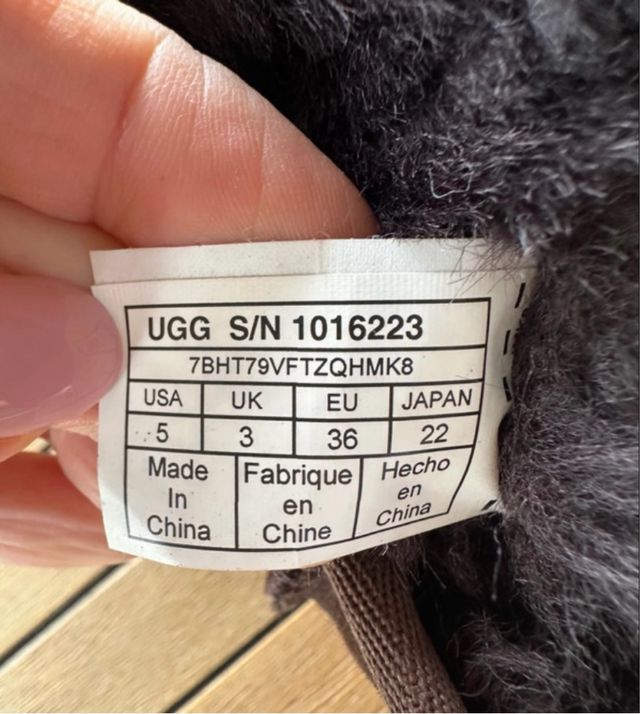 UGG S/N 1016223
7BHT79VFTZQHMK8
USA UK EU JAPAN
5 3 36 22
Made In China
Fabrique en Chine
Hecho en China